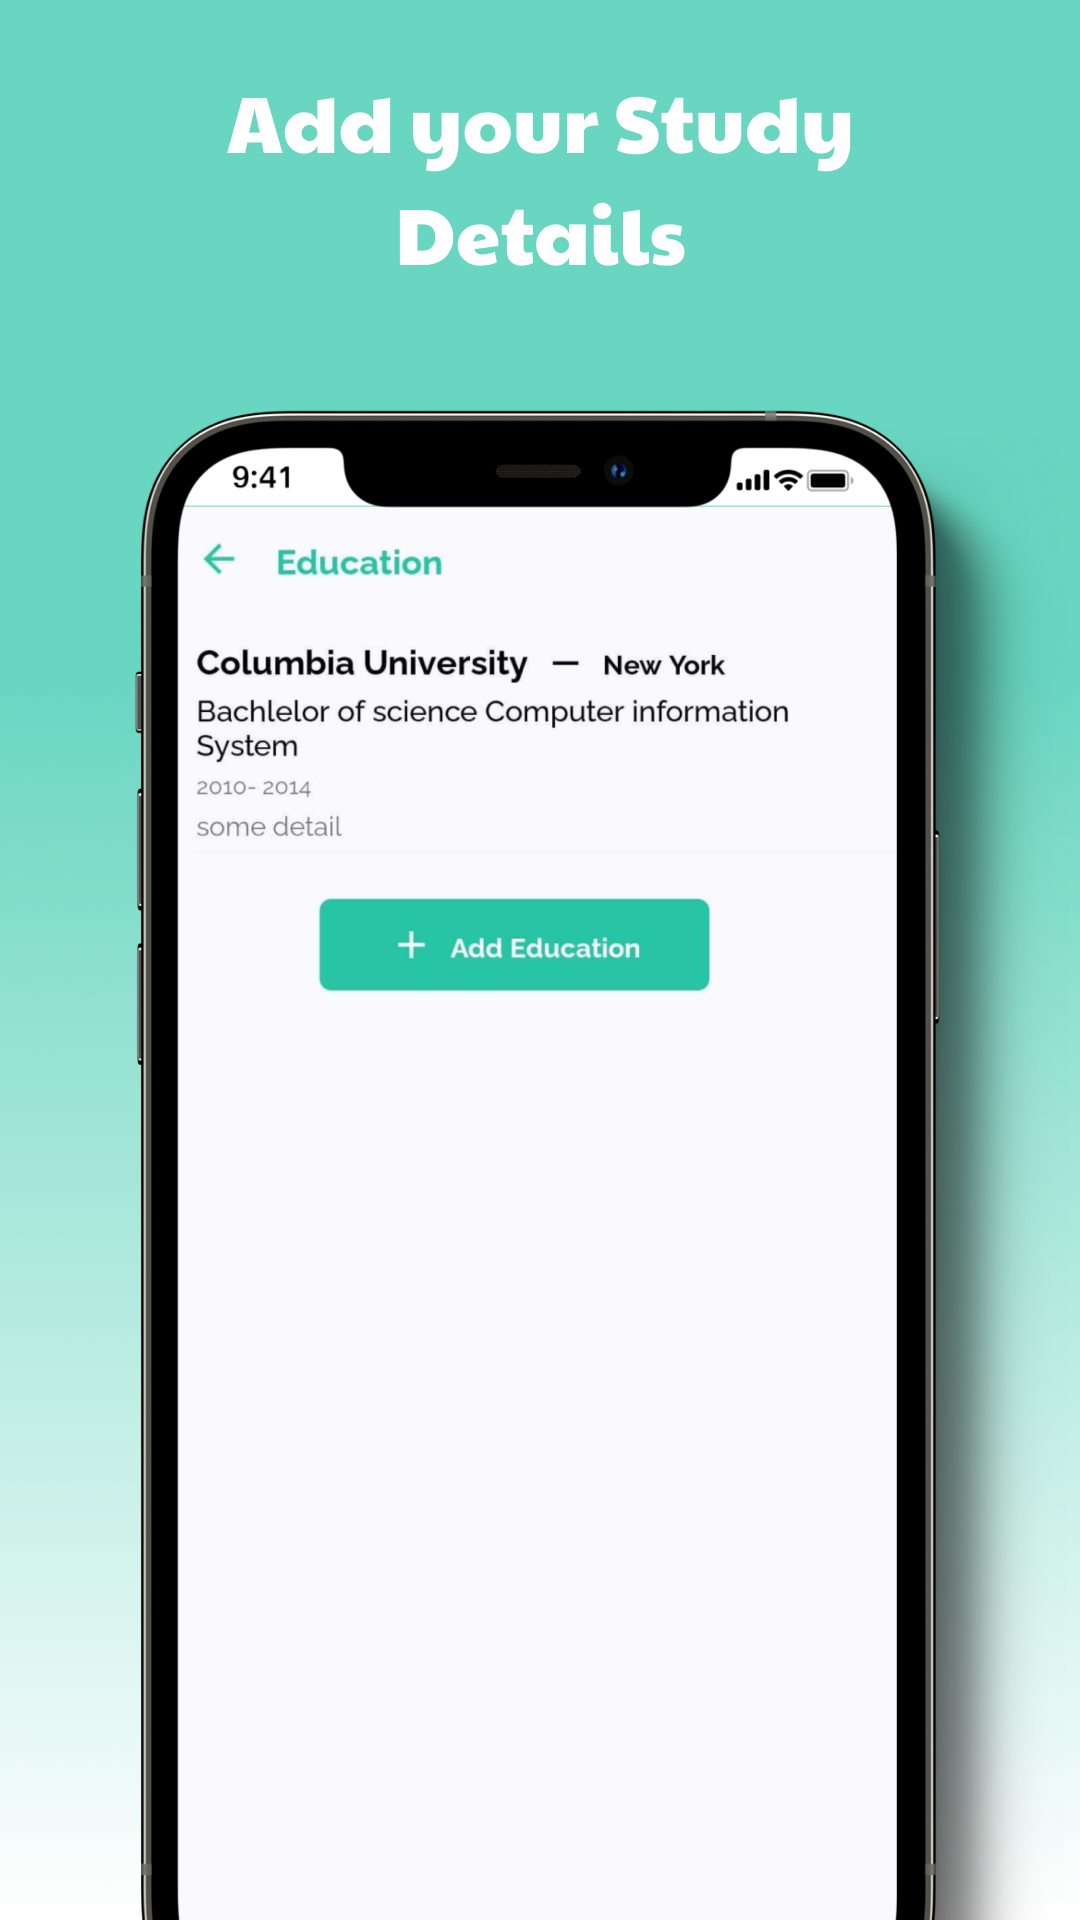 Add your Study
Details
9:41
Education
Columbia University — New York
Bachlelor of science Computer information
System
2010- 2014
some detail
+ Add Education